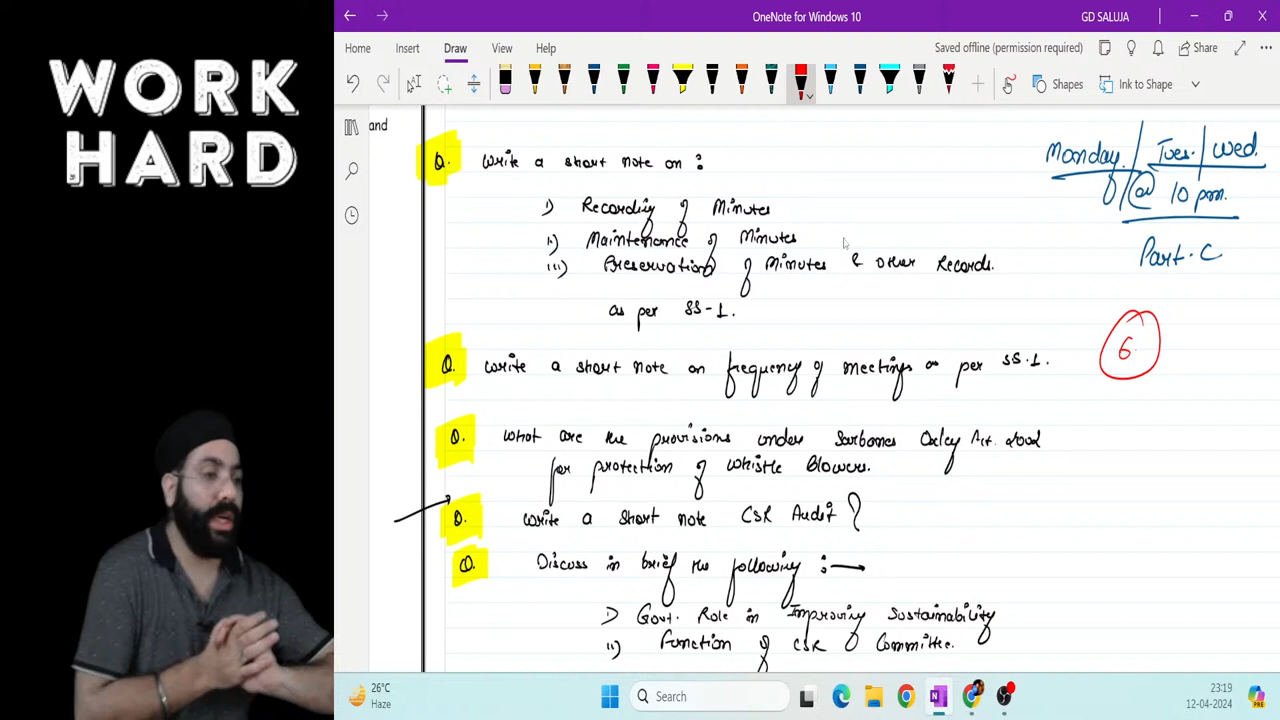 WORK
HARD
OneNote for Windows 10
GD SALUJA
Home Insert Draw View Help
Saved offline (permission required)
Share
Shapes
Ink to Shape
and
Q. Write a short note on :
i) Recording of Minutes
ii) Maintenance of Minutes
iii) Preservation of Minutes & other Records.
as per SS-1.
Monday / Tues. / Wed.
@ 10 pm.
Part. C
6
Q. Write a short note on frequency of meetings as per SS.1.
Q. What are the provisions under Sarbanes Oxley Act. 2002
for protection of Whistle Blowers.
Q. Write a short note CSR Audit ?
Q. Discuss in brief the following :→
i) Govt. Role in Improving Sustainability
ii) Function of CSR Committee.
26°C
Haze
Search
23:19
12-04-2024
PRE